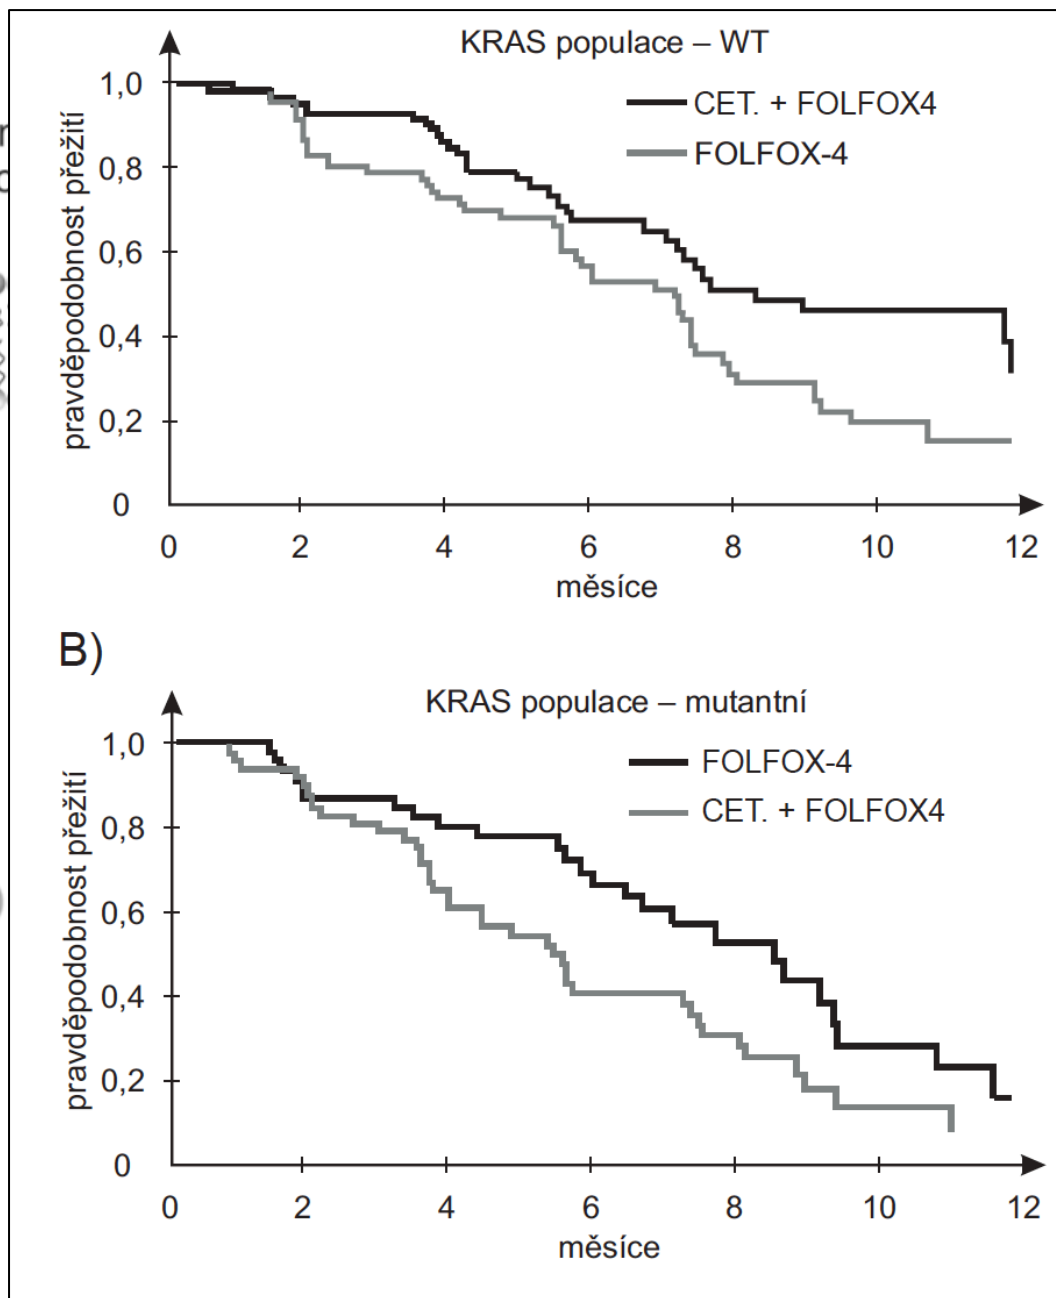 KRAS populace – WT
CET. + FOLFOX4
FOLFOX-4
pravděpodobnost přežití
1,0
0,8
0,6
0,4
0,2
0
0 2 4 6 8 10 12
měsíce
B)
KRAS populace – mutantní
FOLFOX-4
CET. + FOLFOX4
pravděpodobnost přežití
1,0
0,8
0,6
0,4
0,2
0
0 2 4 6 8 10 12
měsíce